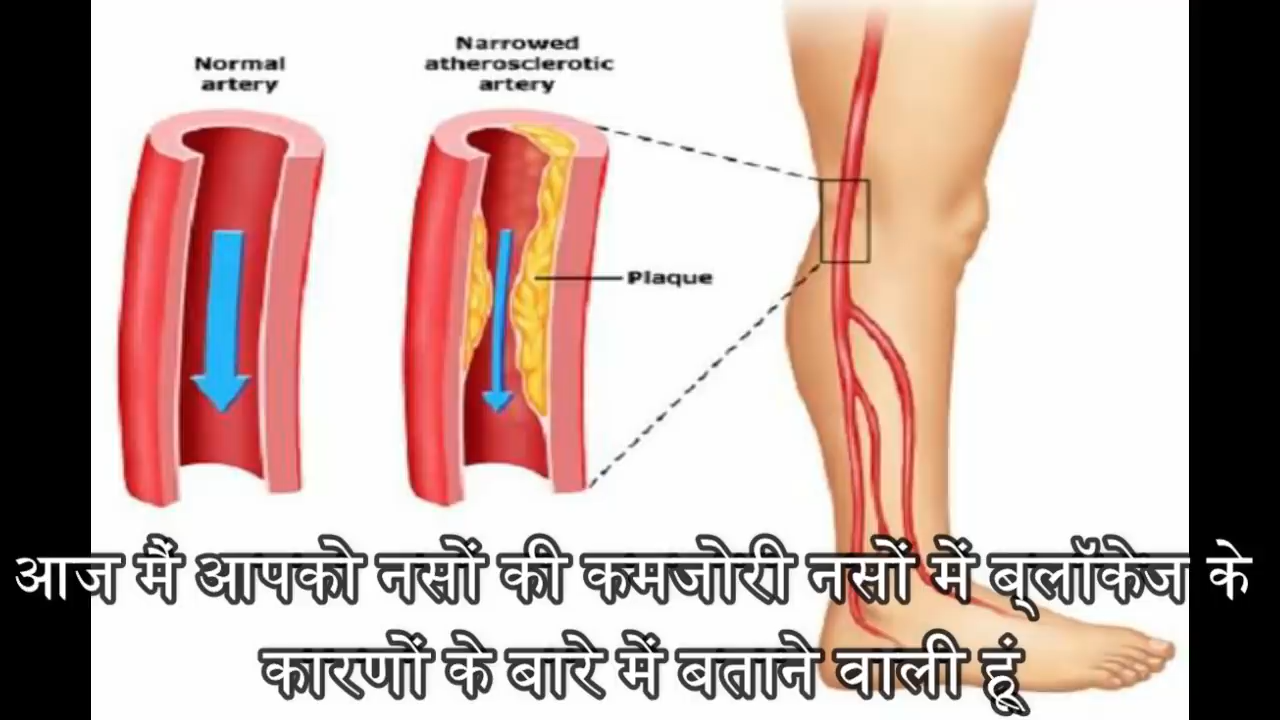 Normal
artery
Narrowed
atherosclerotic
artery
Plaque
आज मैं आपको नसों की कमजोरी नसों में ब्लॉकेज के
कारणों के बारे में बताने वाली हूं